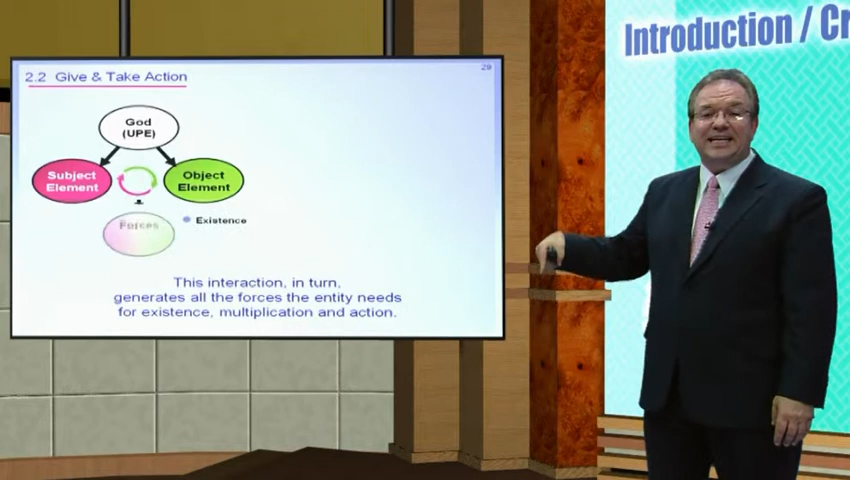 2.2 Give & Take Action
29
God
(UPE)
Subject
Element
Object
Element
Forces
Existence
This interaction, in turn,
generates all the forces the entity needs
for existence, multiplication and action.
Introduction / Cr